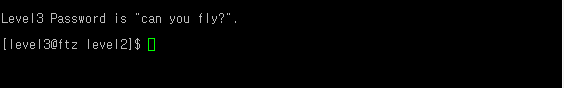 Level3 Password is "can you fly?".
[level3@ftz level2]$